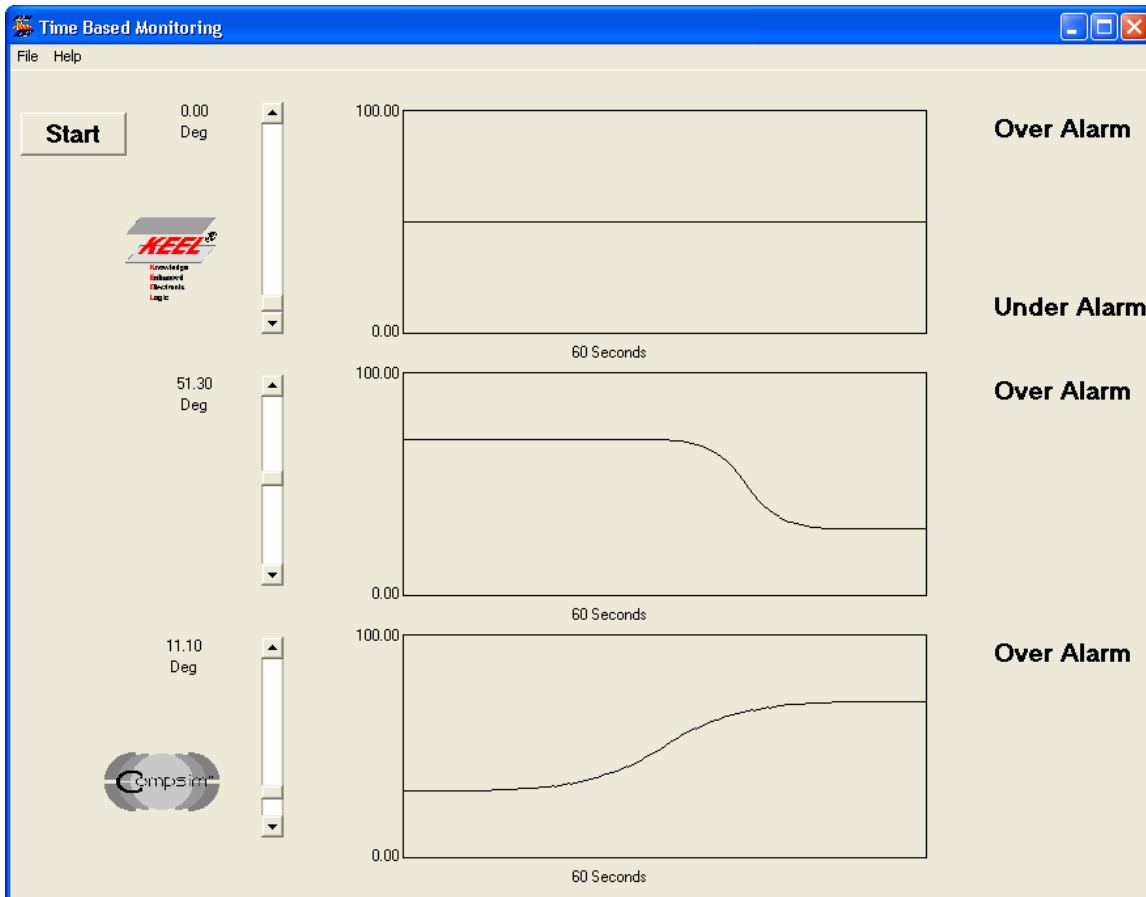 Time Based Monitoring
File Help
Start
0.00
Deg
100.00
Over Alarm
KEEL
Knowledge
Enhanced
Electronic
Logic
0.00
Under Alarm
60 Seconds
51.30
Deg
100.00
Over Alarm
0.00
60 Seconds
11.10
Deg
100.00
Over Alarm
Compsim
0.00
60 Seconds